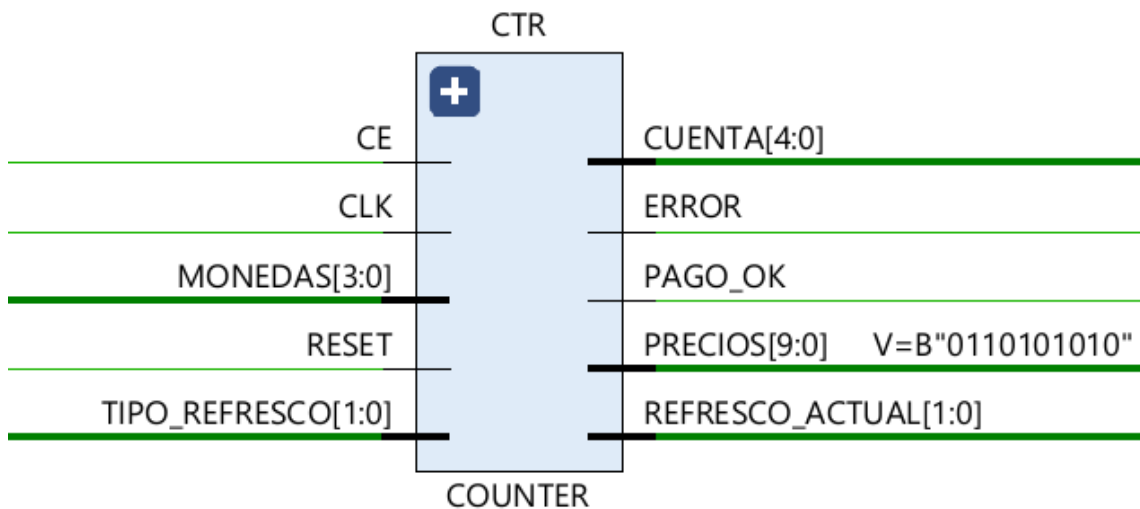 CTR
CE
CUENTA[4:0]
CLK
ERROR
MONEDAS[3:0]
PAGO_OK
RESET
PRECIOS[9:0] V=B"0110101010"
TIPO_REFRESCO[1:0]
REFRESCO_ACTUAL[1:0]
COUNTER